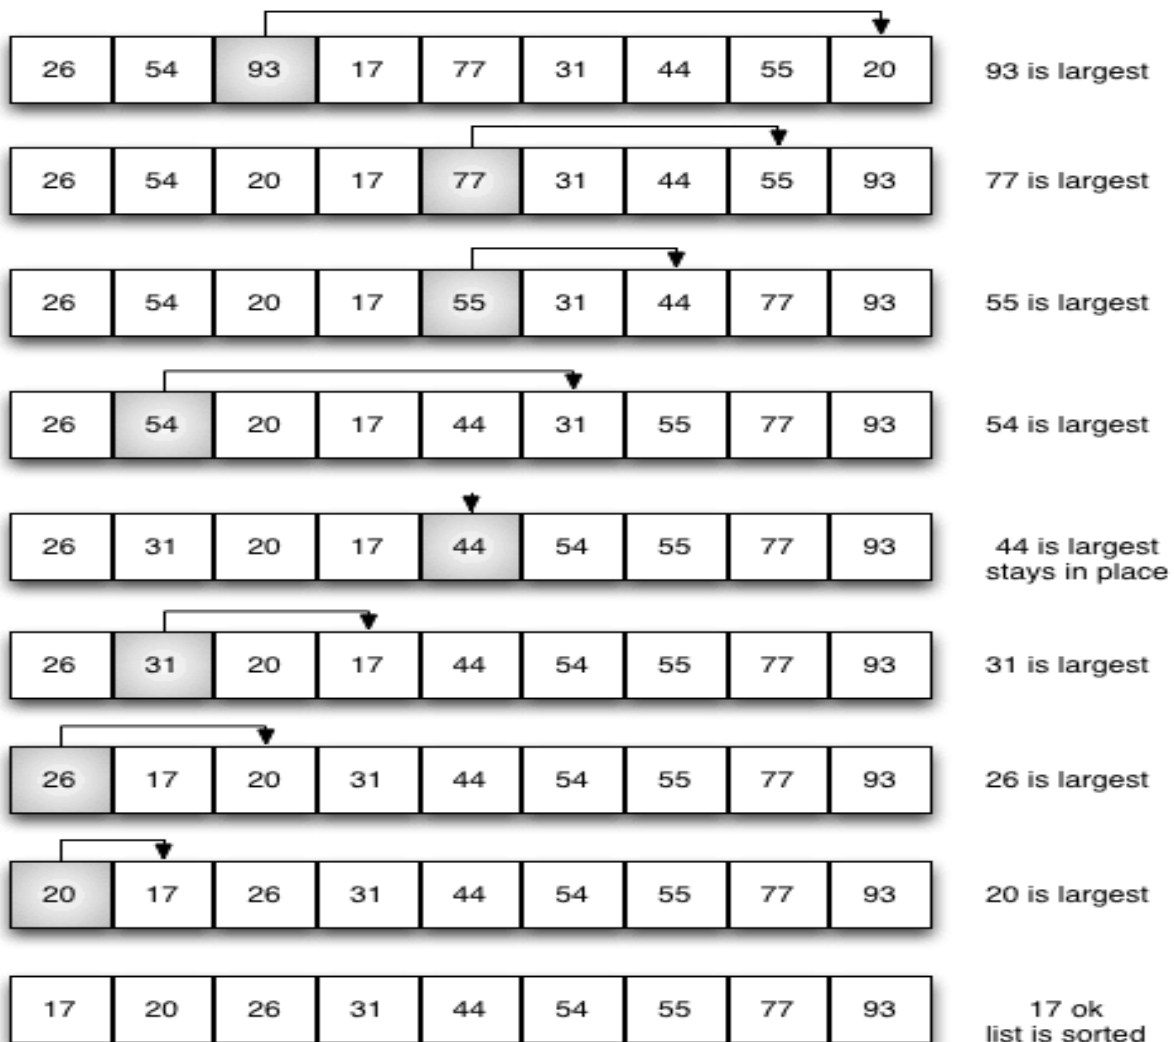 26 54 93 17 77 31 44 55 20 93 is largest
26 54 20 17 77 31 44 55 93 77 is largest
26 54 20 17 55 31 44 77 93 55 is largest
26 54 20 17 44 31 55 77 93 54 is largest
26 31 20 17 44 54 55 77 93 44 is largest
stays in place
26 31 20 17 44 54 55 77 93 31 is largest
26 17 20 31 44 54 55 77 93 26 is largest
20 17 26 31 44 54 55 77 93 20 is largest
17 20 26 31 44 54 55 77 93 17 ok
list is sorted